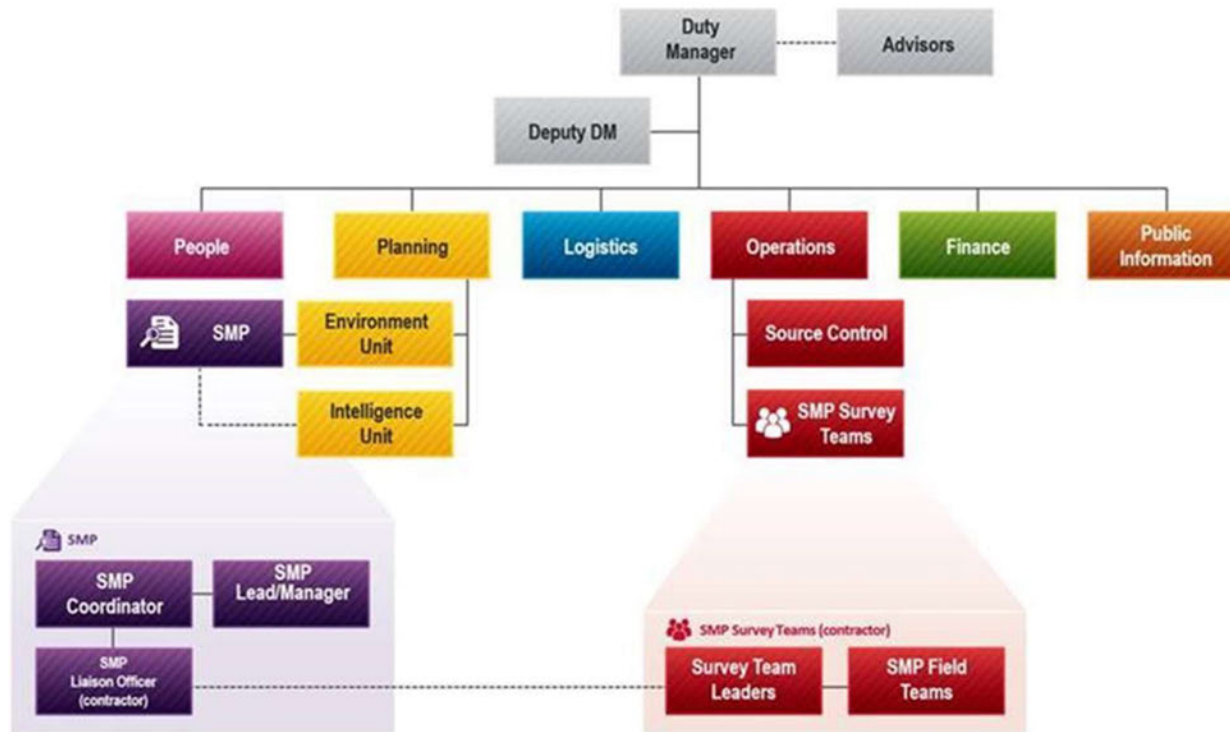 Duty
Manager
Advisors
Deputy DM
People
Planning
Logistics
Operations
Finance
Public
Information
SMP
Environment
Unit
Source Control
Intelligence
Unit
SMP Survey
Teams
SMP
SMP
Coordinator
SMP
Lead/Manager
SMP
Liaison Officer
(contractor)
SMP Survey Teams (contractor)
Survey Team
Leaders
SMP Field
Teams